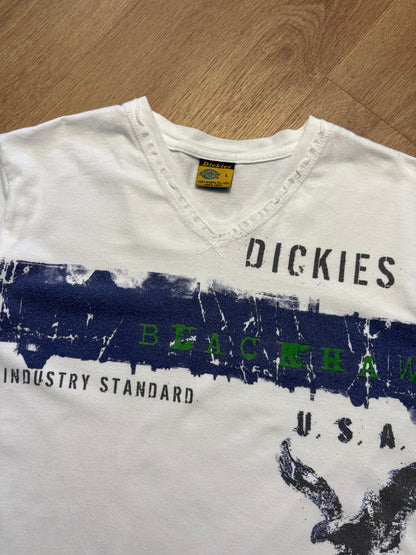 Dickies
L
DICKIES
BLACKHAW
INDUSTRY STANDARD
U.S.A.